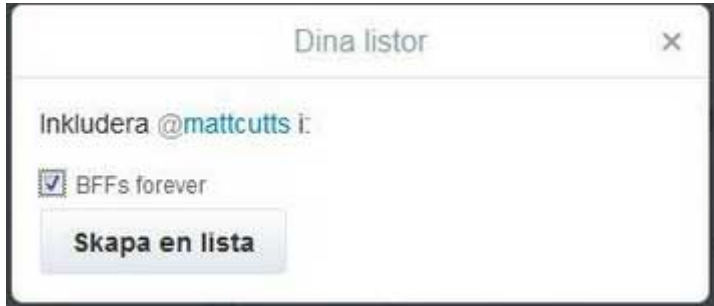 Dina listor
Inkludera @mattcutts i:
BFFs forever
Skapa en lista